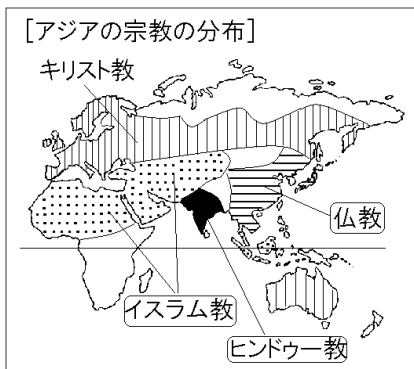 [アジアの宗教の分布]
キリスト教
仏教
イスラム教
ヒンドゥー教